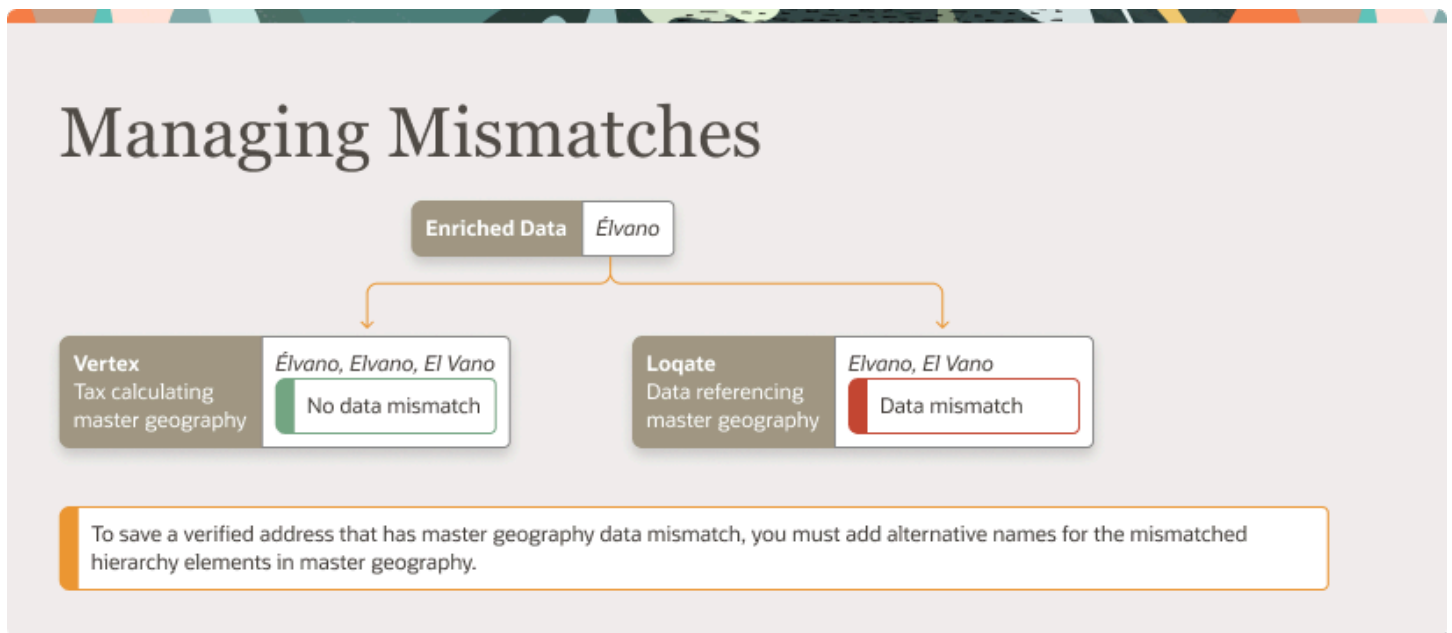 Managing Mismatches
Enriched Data Élvano
Vertex
Tax calculating
master geography
Élvano, Elvano, El Vano
No data mismatch
Loqate
Data referencing
master geography
Elvano, El Vano
Data mismatch
To save a verified address that has master geography data mismatch, you must add alternative names for the mismatched
hierarchy elements in master geography.